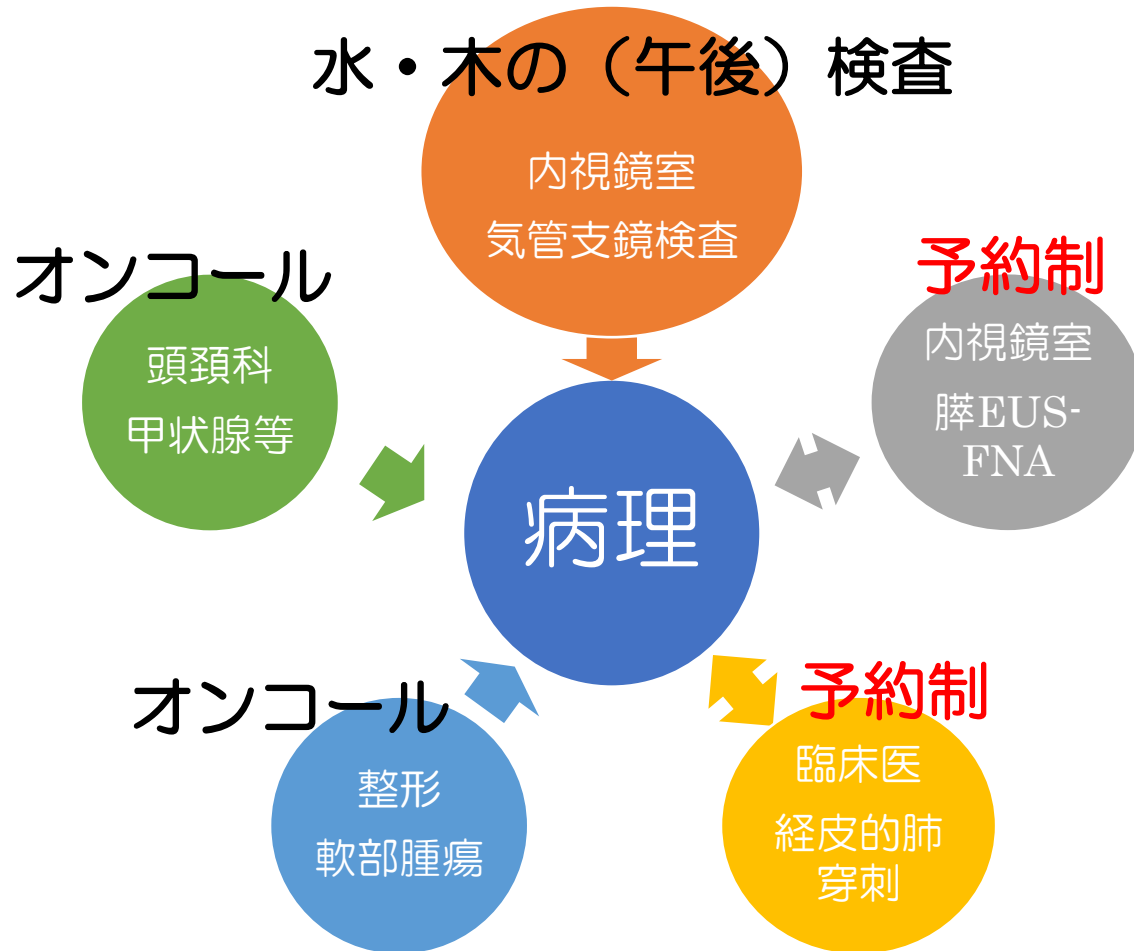 水・木の（午後）検査
内視鏡室
気管支鏡検査
オンコール
頭頚科
甲状腺等
予約制
内視鏡室
膵EUS-
FNA
病理
オンコール
整形
軟部腫瘍
予約制
臨床医
経皮的肺
穿刺